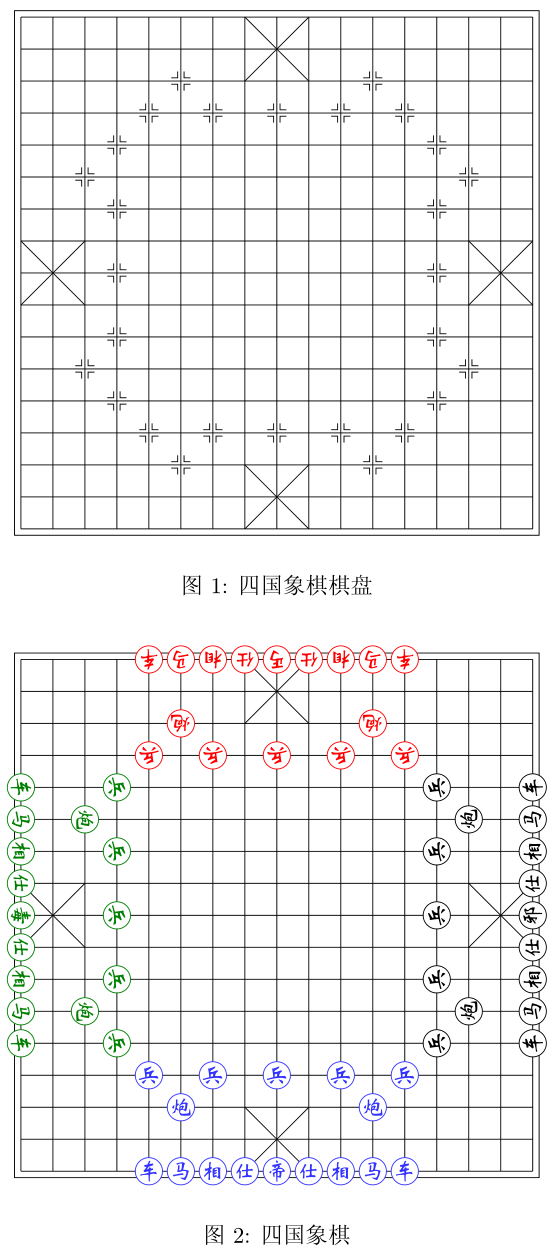 图 1: 四国象棋棋盘
车 马 相 仕 丐 仕 相 马 车
炮 炮
兵 兵 兵 兵 兵
车 兵 兵 车
马 炮 炮 马
相 兵 兵 相
仕 仕
毒 兵 兵 邪
仕 仕
相 兵 兵 相
马 炮 炮 马
车 兵 兵 车
兵 兵 兵 兵 兵
炮 炮
车 马 相 仕 帝 仕 相 马 车
图 2: 四国象棋